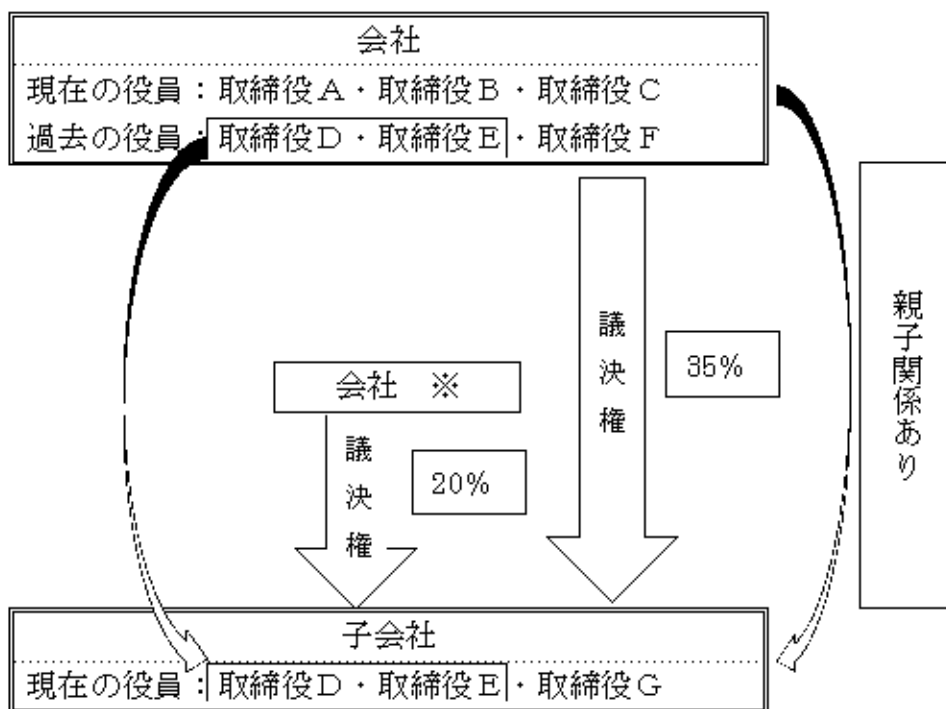 会社
現在の役員：取締役Ａ・取締役Ｂ・取締役Ｃ
過去の役員：取締役Ｄ・取締役Ｅ・取締役Ｆ
議決権
35%
親子関係あり
会社　※
議決権
20%
子会社
現在の役員：取締役Ｄ・取締役Ｅ・取締役Ｇ